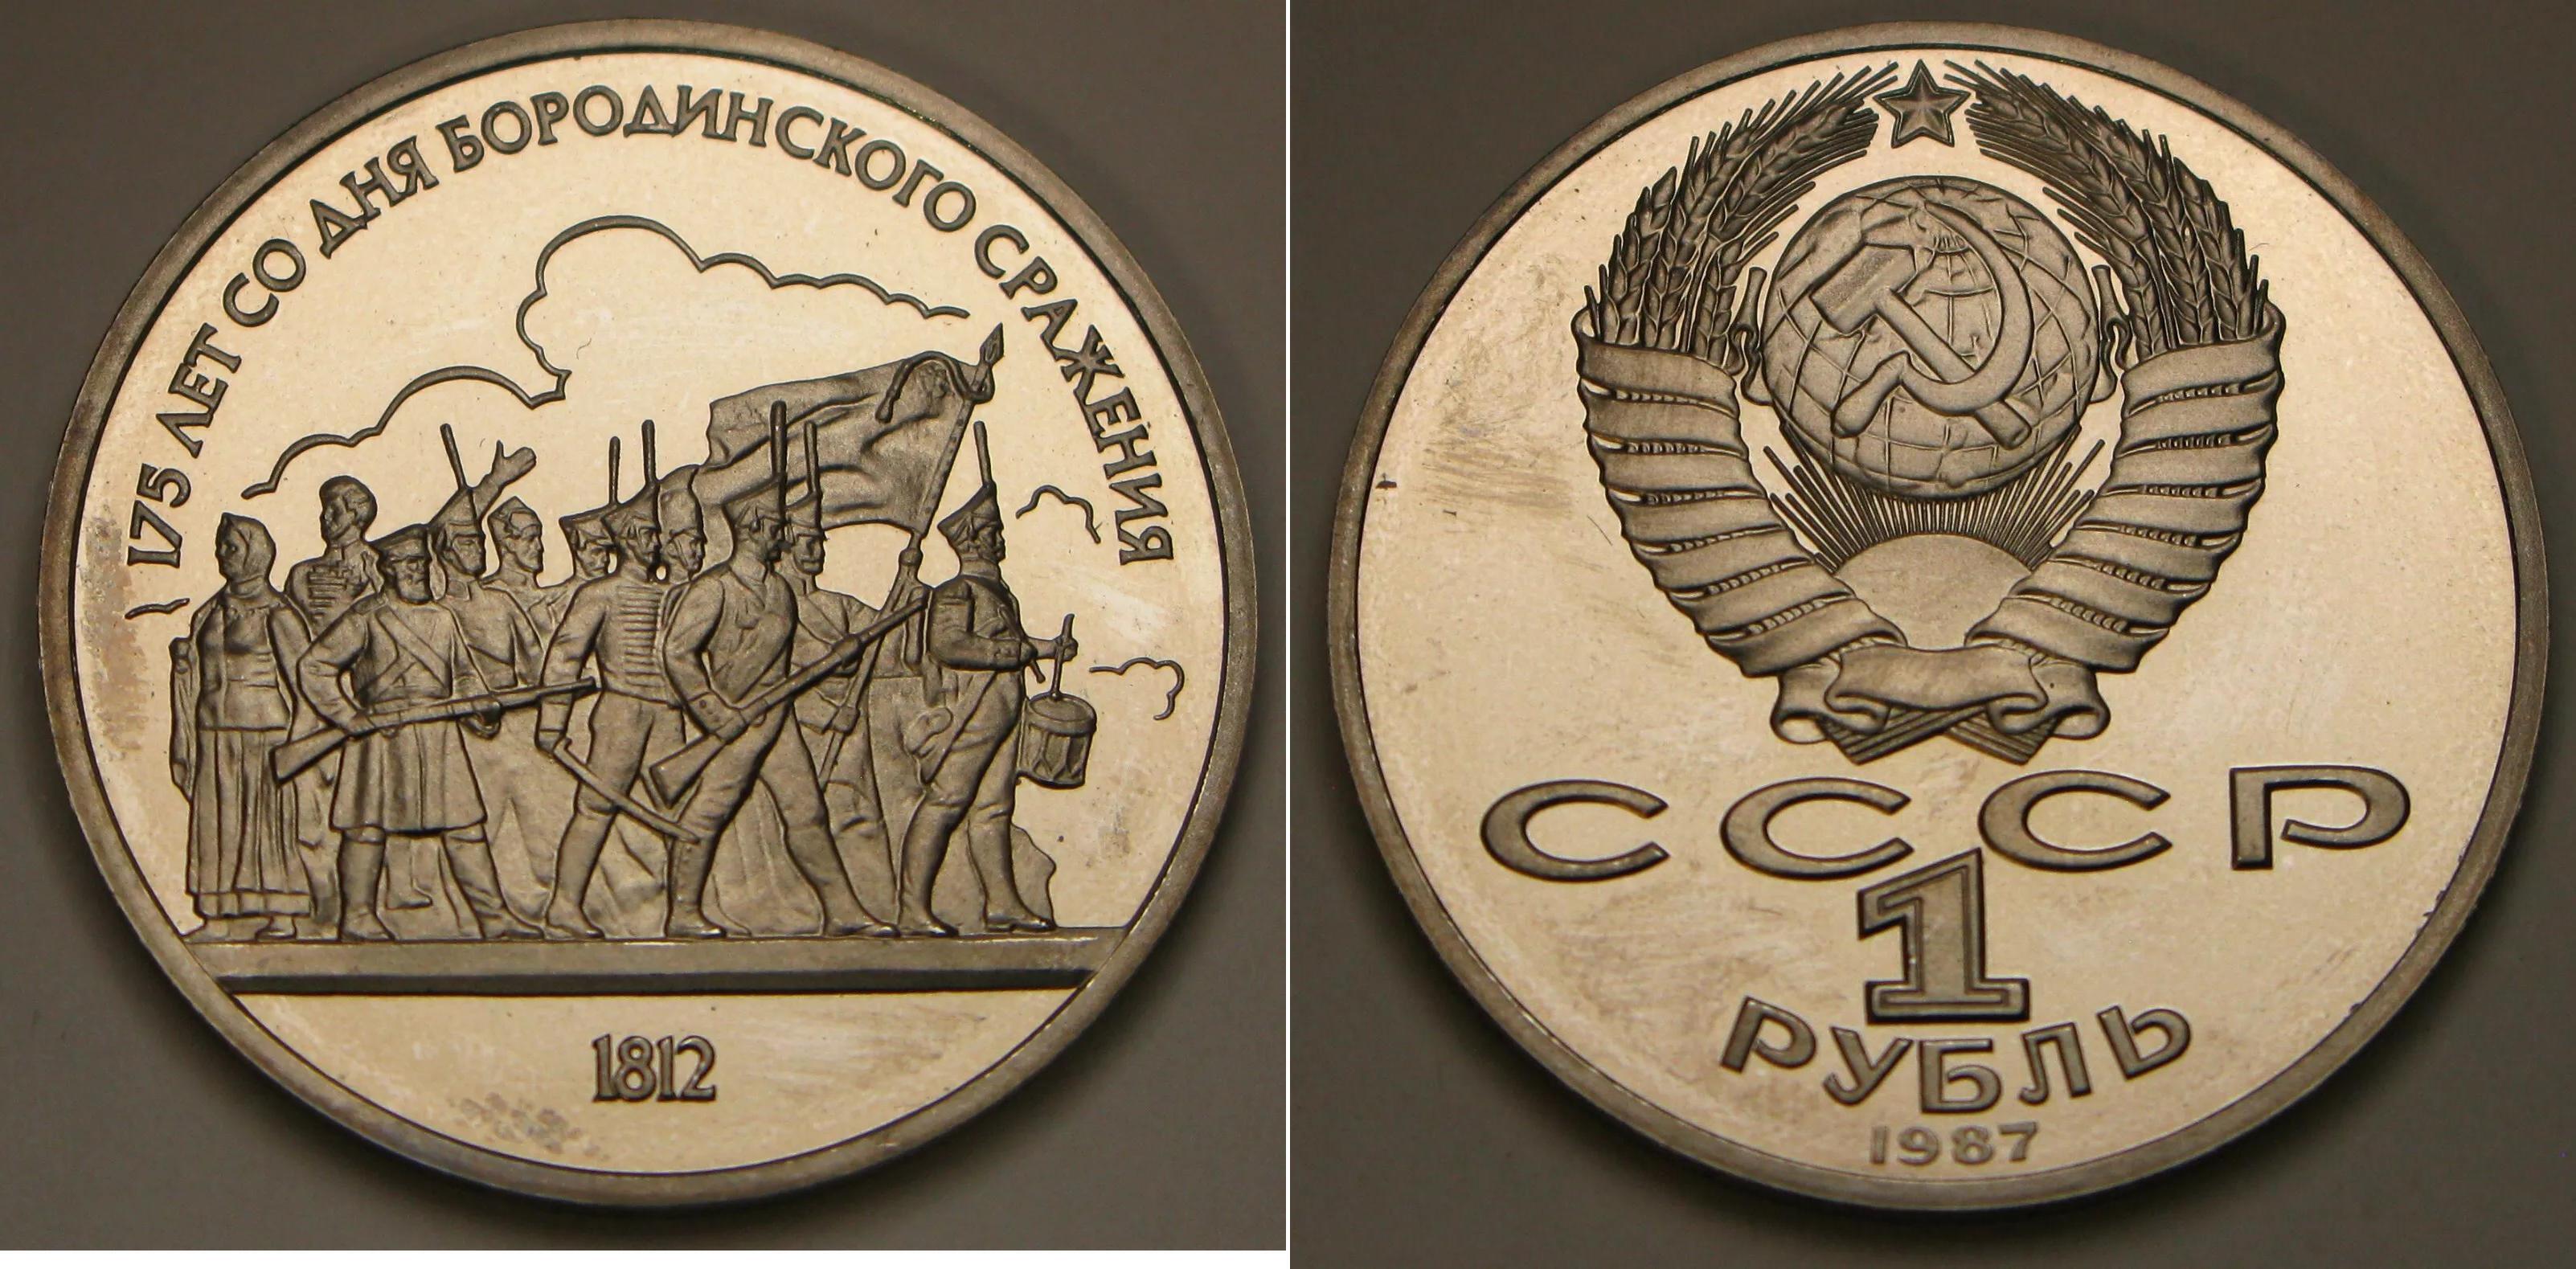 175 ЛЕТ СО ДНЯ БОРОДИНСКОГО СРАЖЕНИЯ
1812
СССР
1
РУБЛЬ
1987